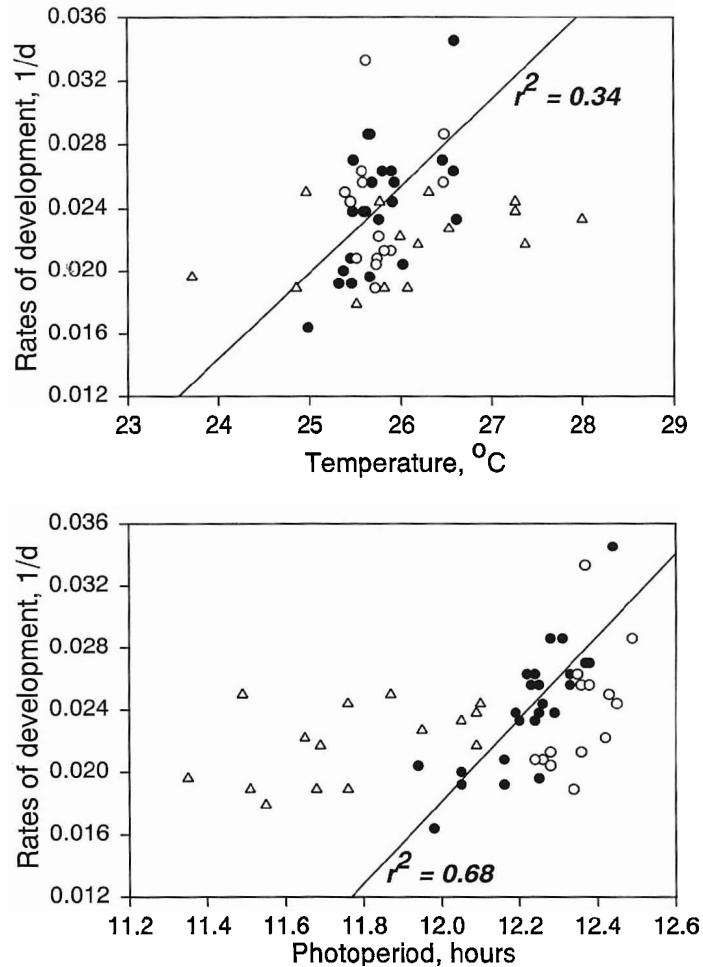 0.036
0.032
0.028
0.024
0.020
0.016
0.012
Rates of development, 1/d
r² = 0.34
23 25 26 27 28 29
Temperature, °C
0.036
0.032
0.028
0.024
0.020
0.016
0.012
Rates of development, 1/d
r² = 0.68
11.2 11.4 11.6 11.8 12.0 12.2 12.4 12.6
Photoperiod, hours